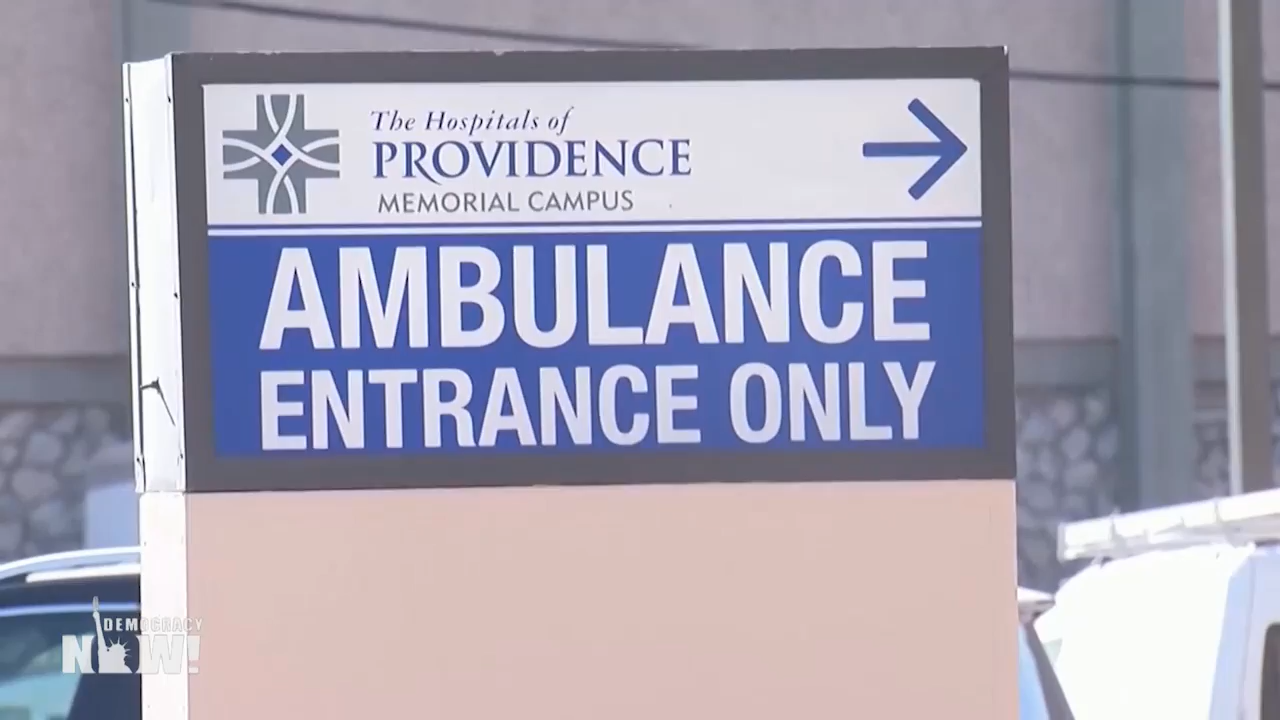 The Hospitals of
PROVIDENCE
MEMORIAL CAMPUS
AMBULANCE
ENTRANCE ONLY
DEMOCRACY
NOW!